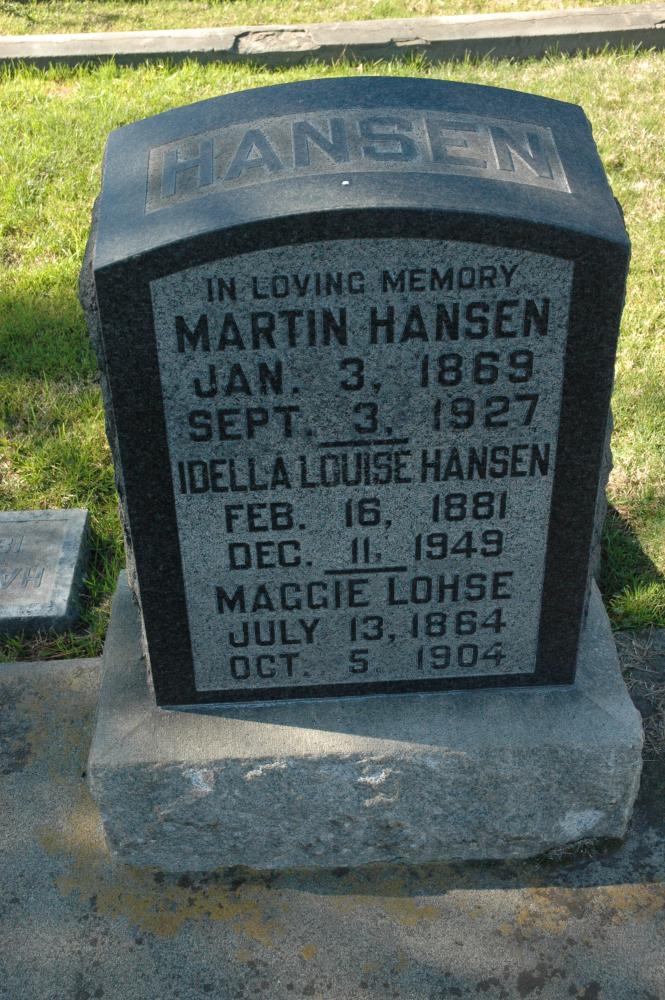 HANSEN
IN LOVING MEMORY
MARTIN HANSEN
JAN. 3, 1869
SEPT. 3, 1927
IDELLA LOUISE HANSEN
FEB. 16, 1881
DEC. 11, 1949
MAGGIE LOHSE
JULY 13, 1864
OCT. 5, 1904